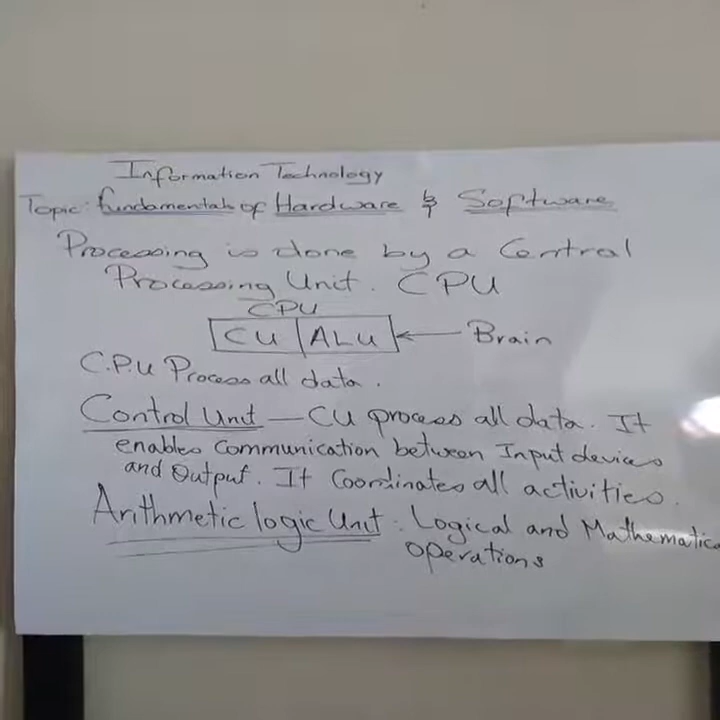 Information Technology
Topic: fundamentals of Hardware & Software
Processing is done by a Central
Processing Unit. CPU
CPU
CU ALU ← Brain
C.P.U Process all data.
Control Unit – CU process all data. It
enables communication between Input devices
and Output. It Coordinates all activities.
Arithmetic logic Unit: Logical and Mathematica
operations